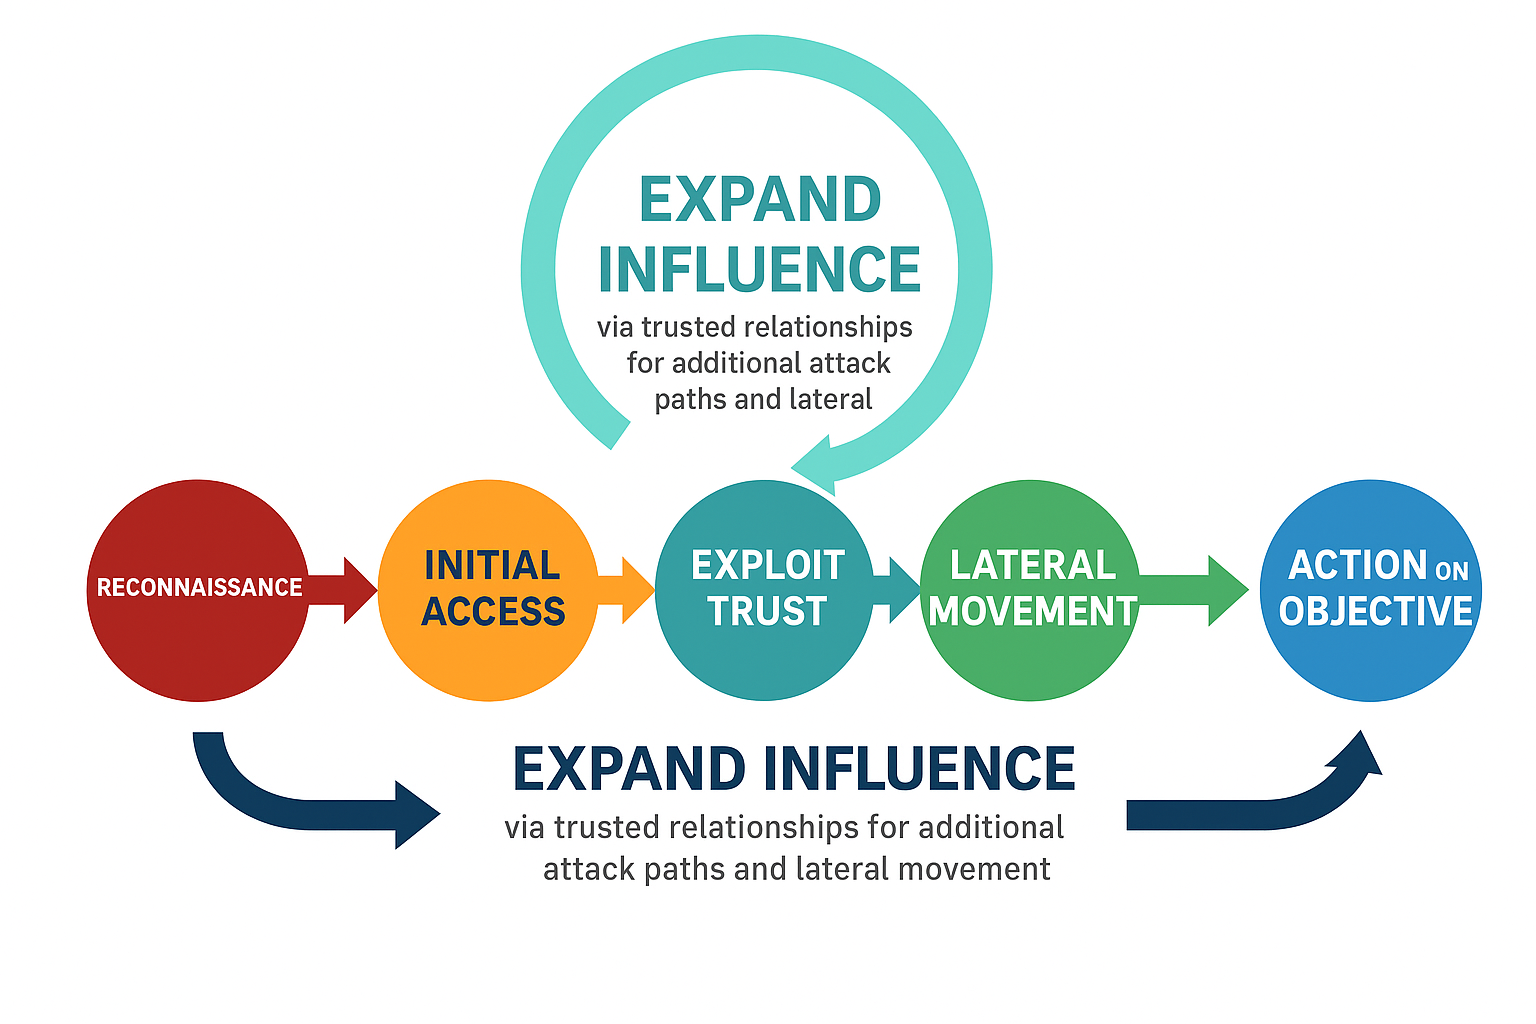 EXPAND
INFLUENCE
via trusted relationships
for additional attack
paths and lateral
RECONNAISSANCE
INITIAL
ACCESS
EXPLOIT
TRUST
LATERAL
MOVEMENT
ACTION ON
OBJECTIVE
EXPAND INFLUENCE
via trusted relationships for additional
attack paths and lateral movement